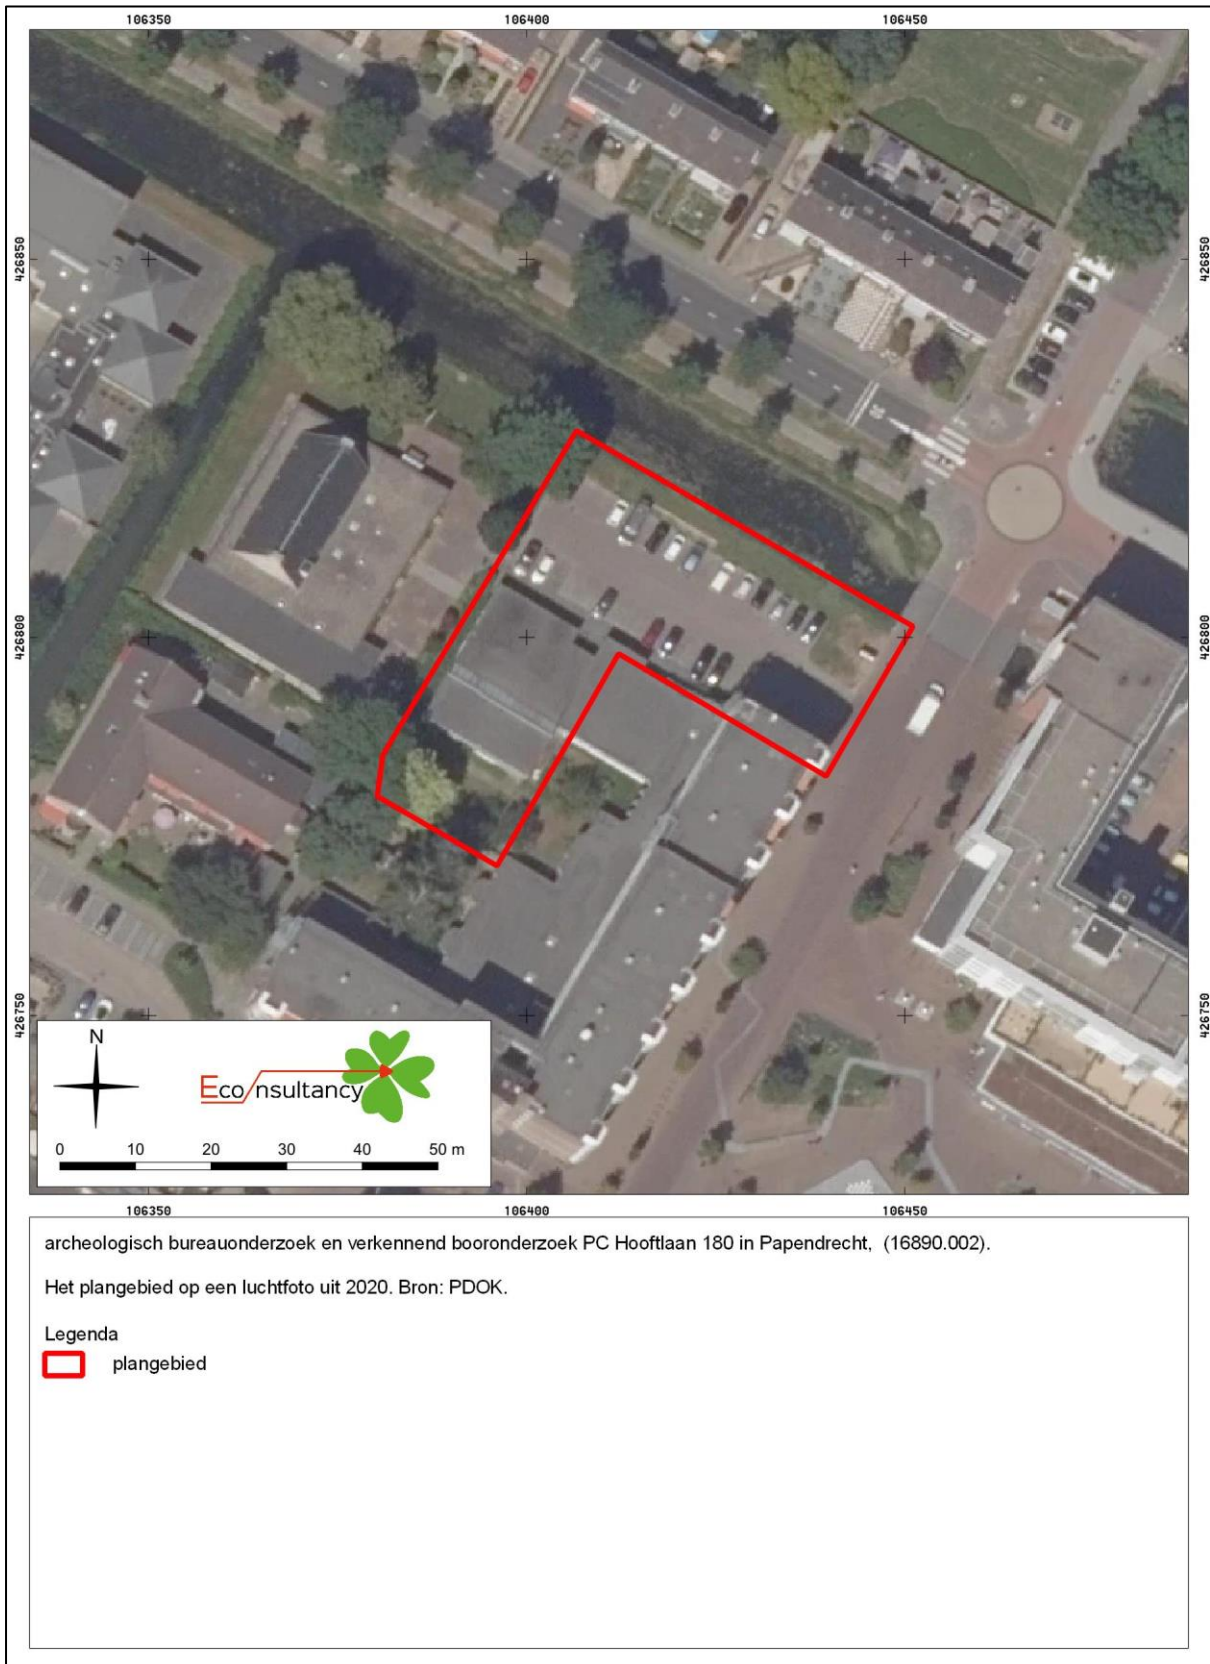 106350 106400 106450
426850 426850
426800 426800
426750 426750
N
Econsultancy
0 10 20 30 40 50 m
106350 106400 106450
archeologisch bureauonderzoek en verkennend booronderzoek PC Hooftlaan 180 in Papendrecht, (16890.002).
Het plangebied op een luchtfoto uit 2020. Bron: PDOK.
Legenda
plangebied